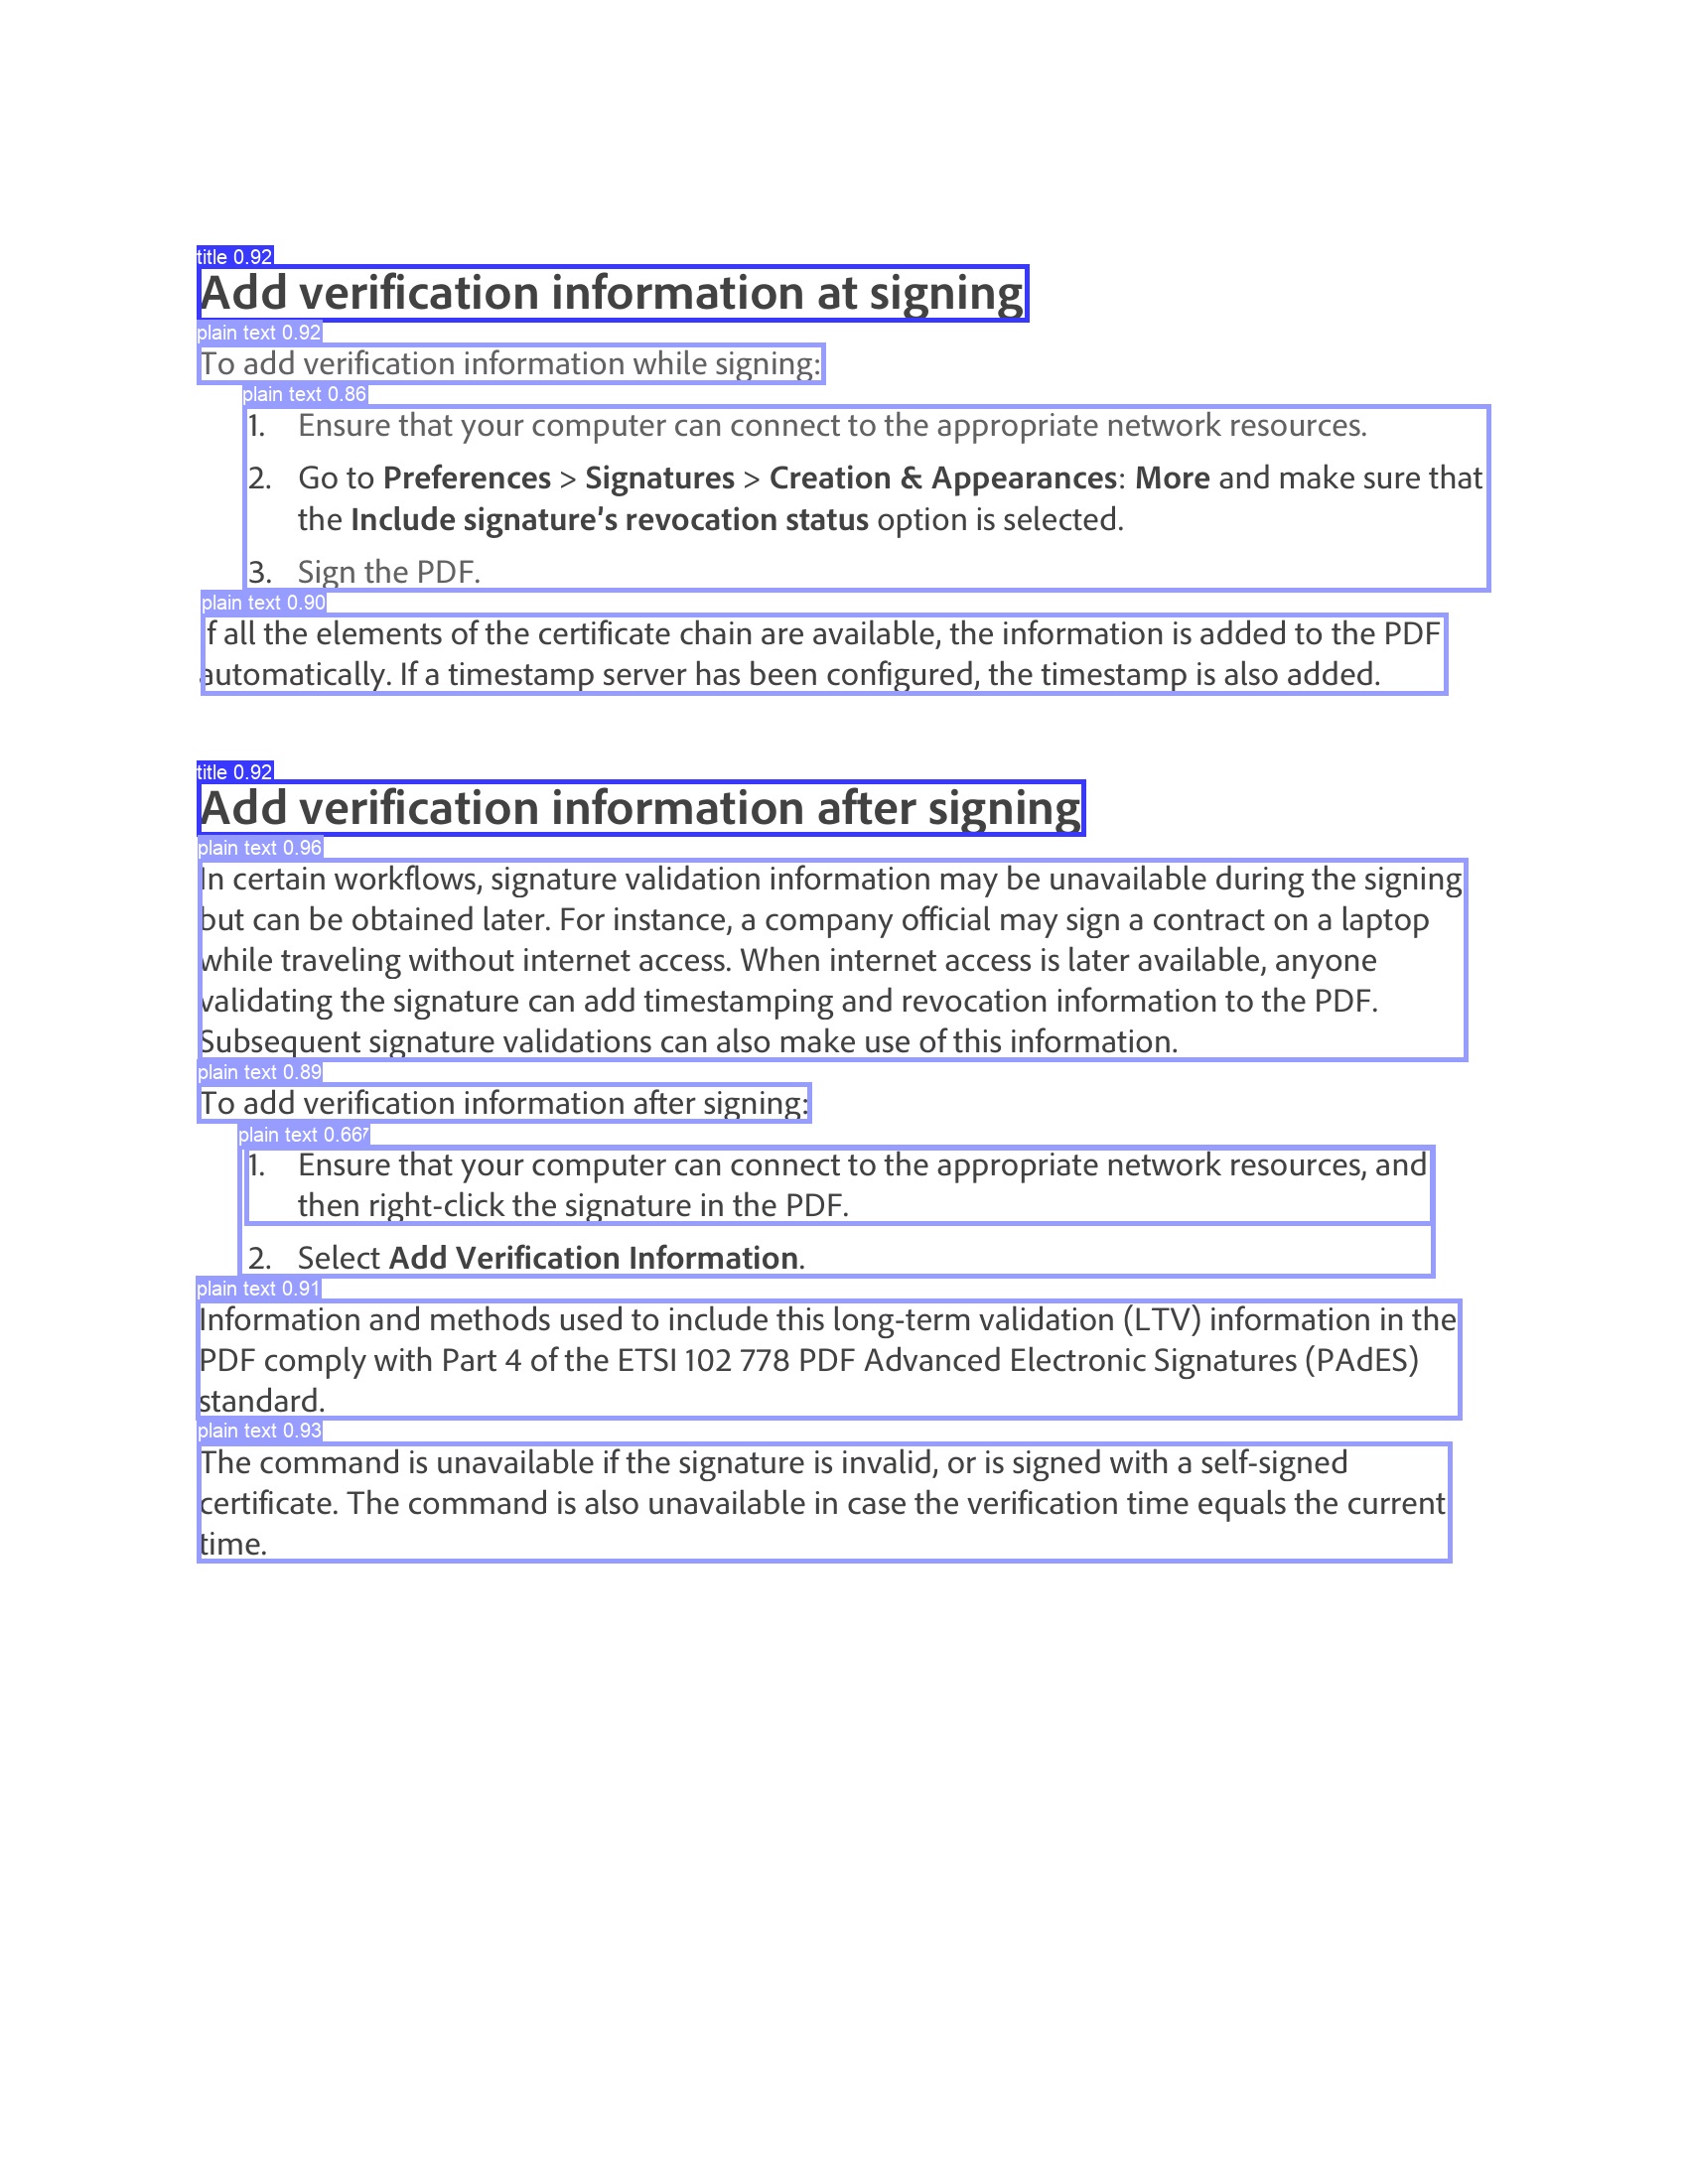 title 0.92
Add verification information at signing
plain text 0.92
To add verification information while signing:
plain text 0.86
1. Ensure that your computer can connect to the appropriate network resources.
2. Go to Preferences > Signatures > Creation & Appearances: More and make sure that
the Include signature's revocation status option is selected.
3. Sign the PDF.
plain text 0.90
If all the elements of the certificate chain are available, the information is added to the PDF
automatically. If a timestamp server has been configured, the timestamp is also added.
title 0.92
Add verification information after signing
plain text 0.96
In certain workflows, signature validation information may be unavailable during the signing
but can be obtained later. For instance, a company official may sign a contract on a laptop
while traveling without internet access. When internet access is later available, anyone
validating the signature can add timestamping and revocation information to the PDF.
Subsequent signature validations can also make use of this information.
plain text 0.89
To add verification information after signing:
plain text 0.66
1. Ensure that your computer can connect to the appropriate network resources, and
then right-click the signature in the PDF.
2. Select Add Verification Information.
plain text 0.91
Information and methods used to include this long-term validation (LTV) information in the
PDF comply with Part 4 of the ETSI 102 778 PDF Advanced Electronic Signatures (PAdES)
standard.
plain text 0.93
The command is unavailable if the signature is invalid, or is signed with a self-signed
certificate. The command is also unavailable in case the verification time equals the current
time.